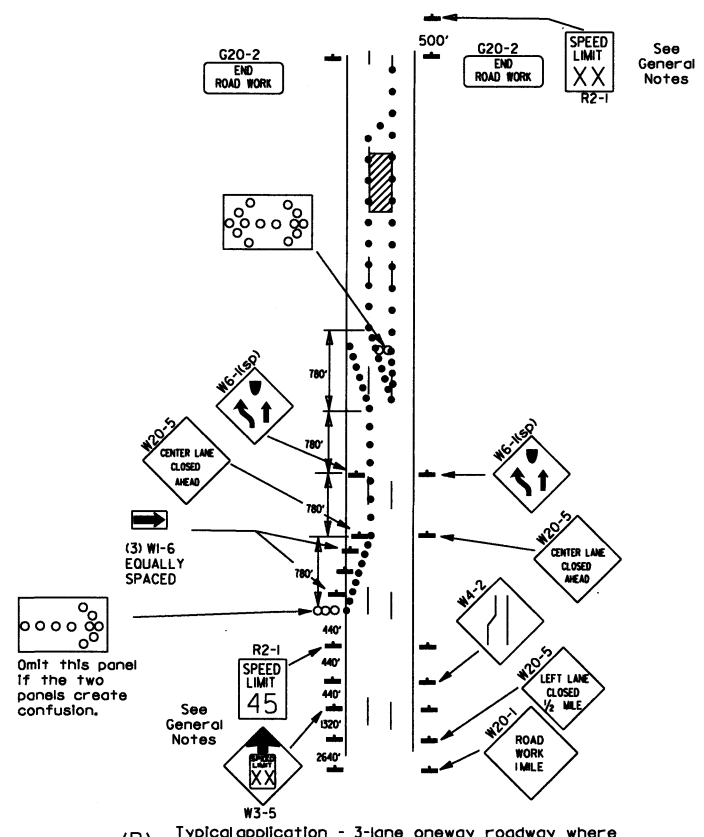 500'
G20-2
END
ROAD WORK
G20-2
END
ROAD WORK
SPEED
LIMIT
XX
R2-1
See
General
Notes
780'
W6-1(sp)
780'
W20-5
CENTER LANE
CLOSED
AHEAD
W6-1(sp)
780'
(3) W1-6
EQUALLY
SPACED
W20-5
CENTER LANE
CLOSED
AHEAD
780'
Omit this panel
if the two
panels create
confusion.
440'
R2-1
SPEED
LIMIT
45
440'
W4-2
440'
See
General
Notes
1320'
W20-5
LEFT LANE
CLOSED
1/2 MILE
2640'
SPEED
LIMIT
XX
W3-5
W20-1
ROAD
WORK
1 MILE
Typical application - 3-lane oneway roadway where